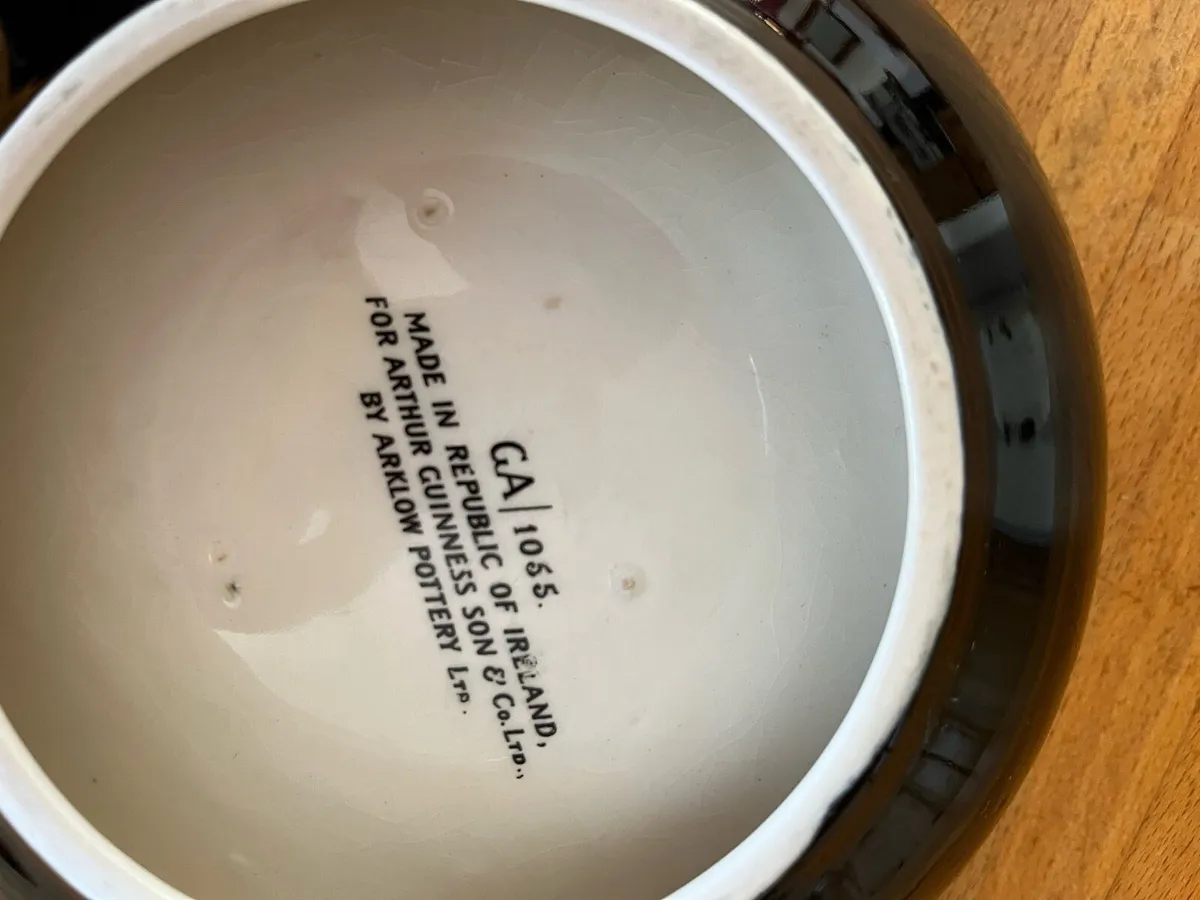 GA/1055.
MADE IN REPUBLIC OF IRELAND,
FOR ARTHUR GUINNESS SON & Co. LTD.,
BY ARKLOW POTTERY LTD.